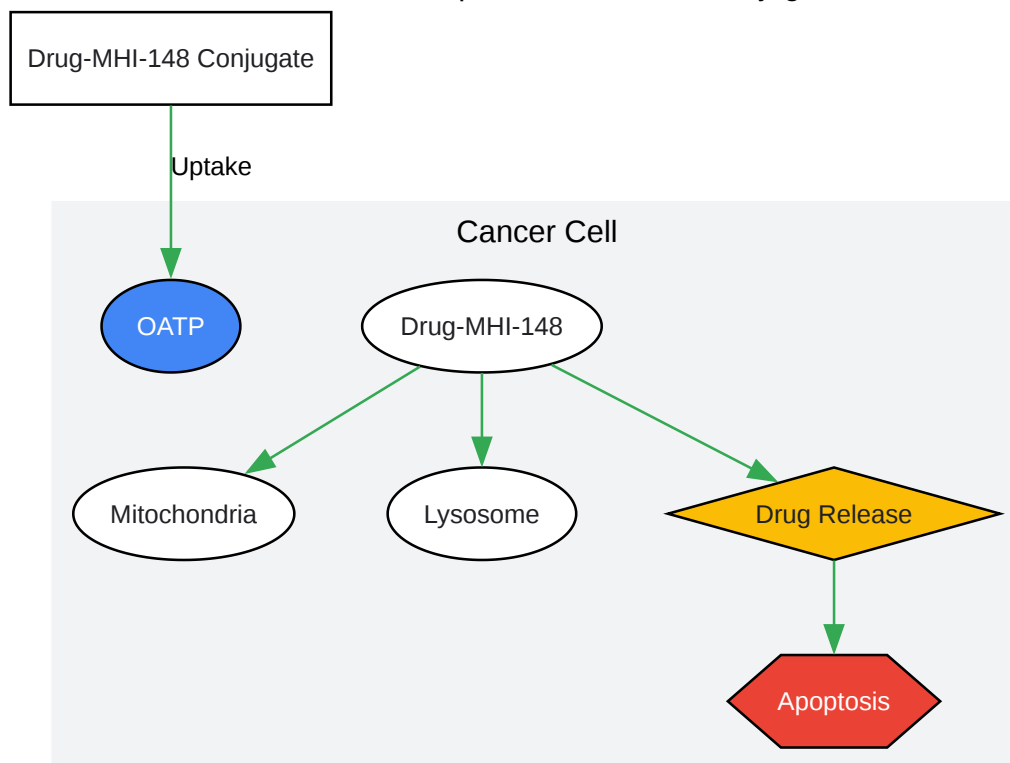 Drug-MHI-148 Conjugate
Uptake
Cancer Cell
OATP
Drug-MHI-148
Mitochondria
Lysosome
Drug Release
Apoptosis